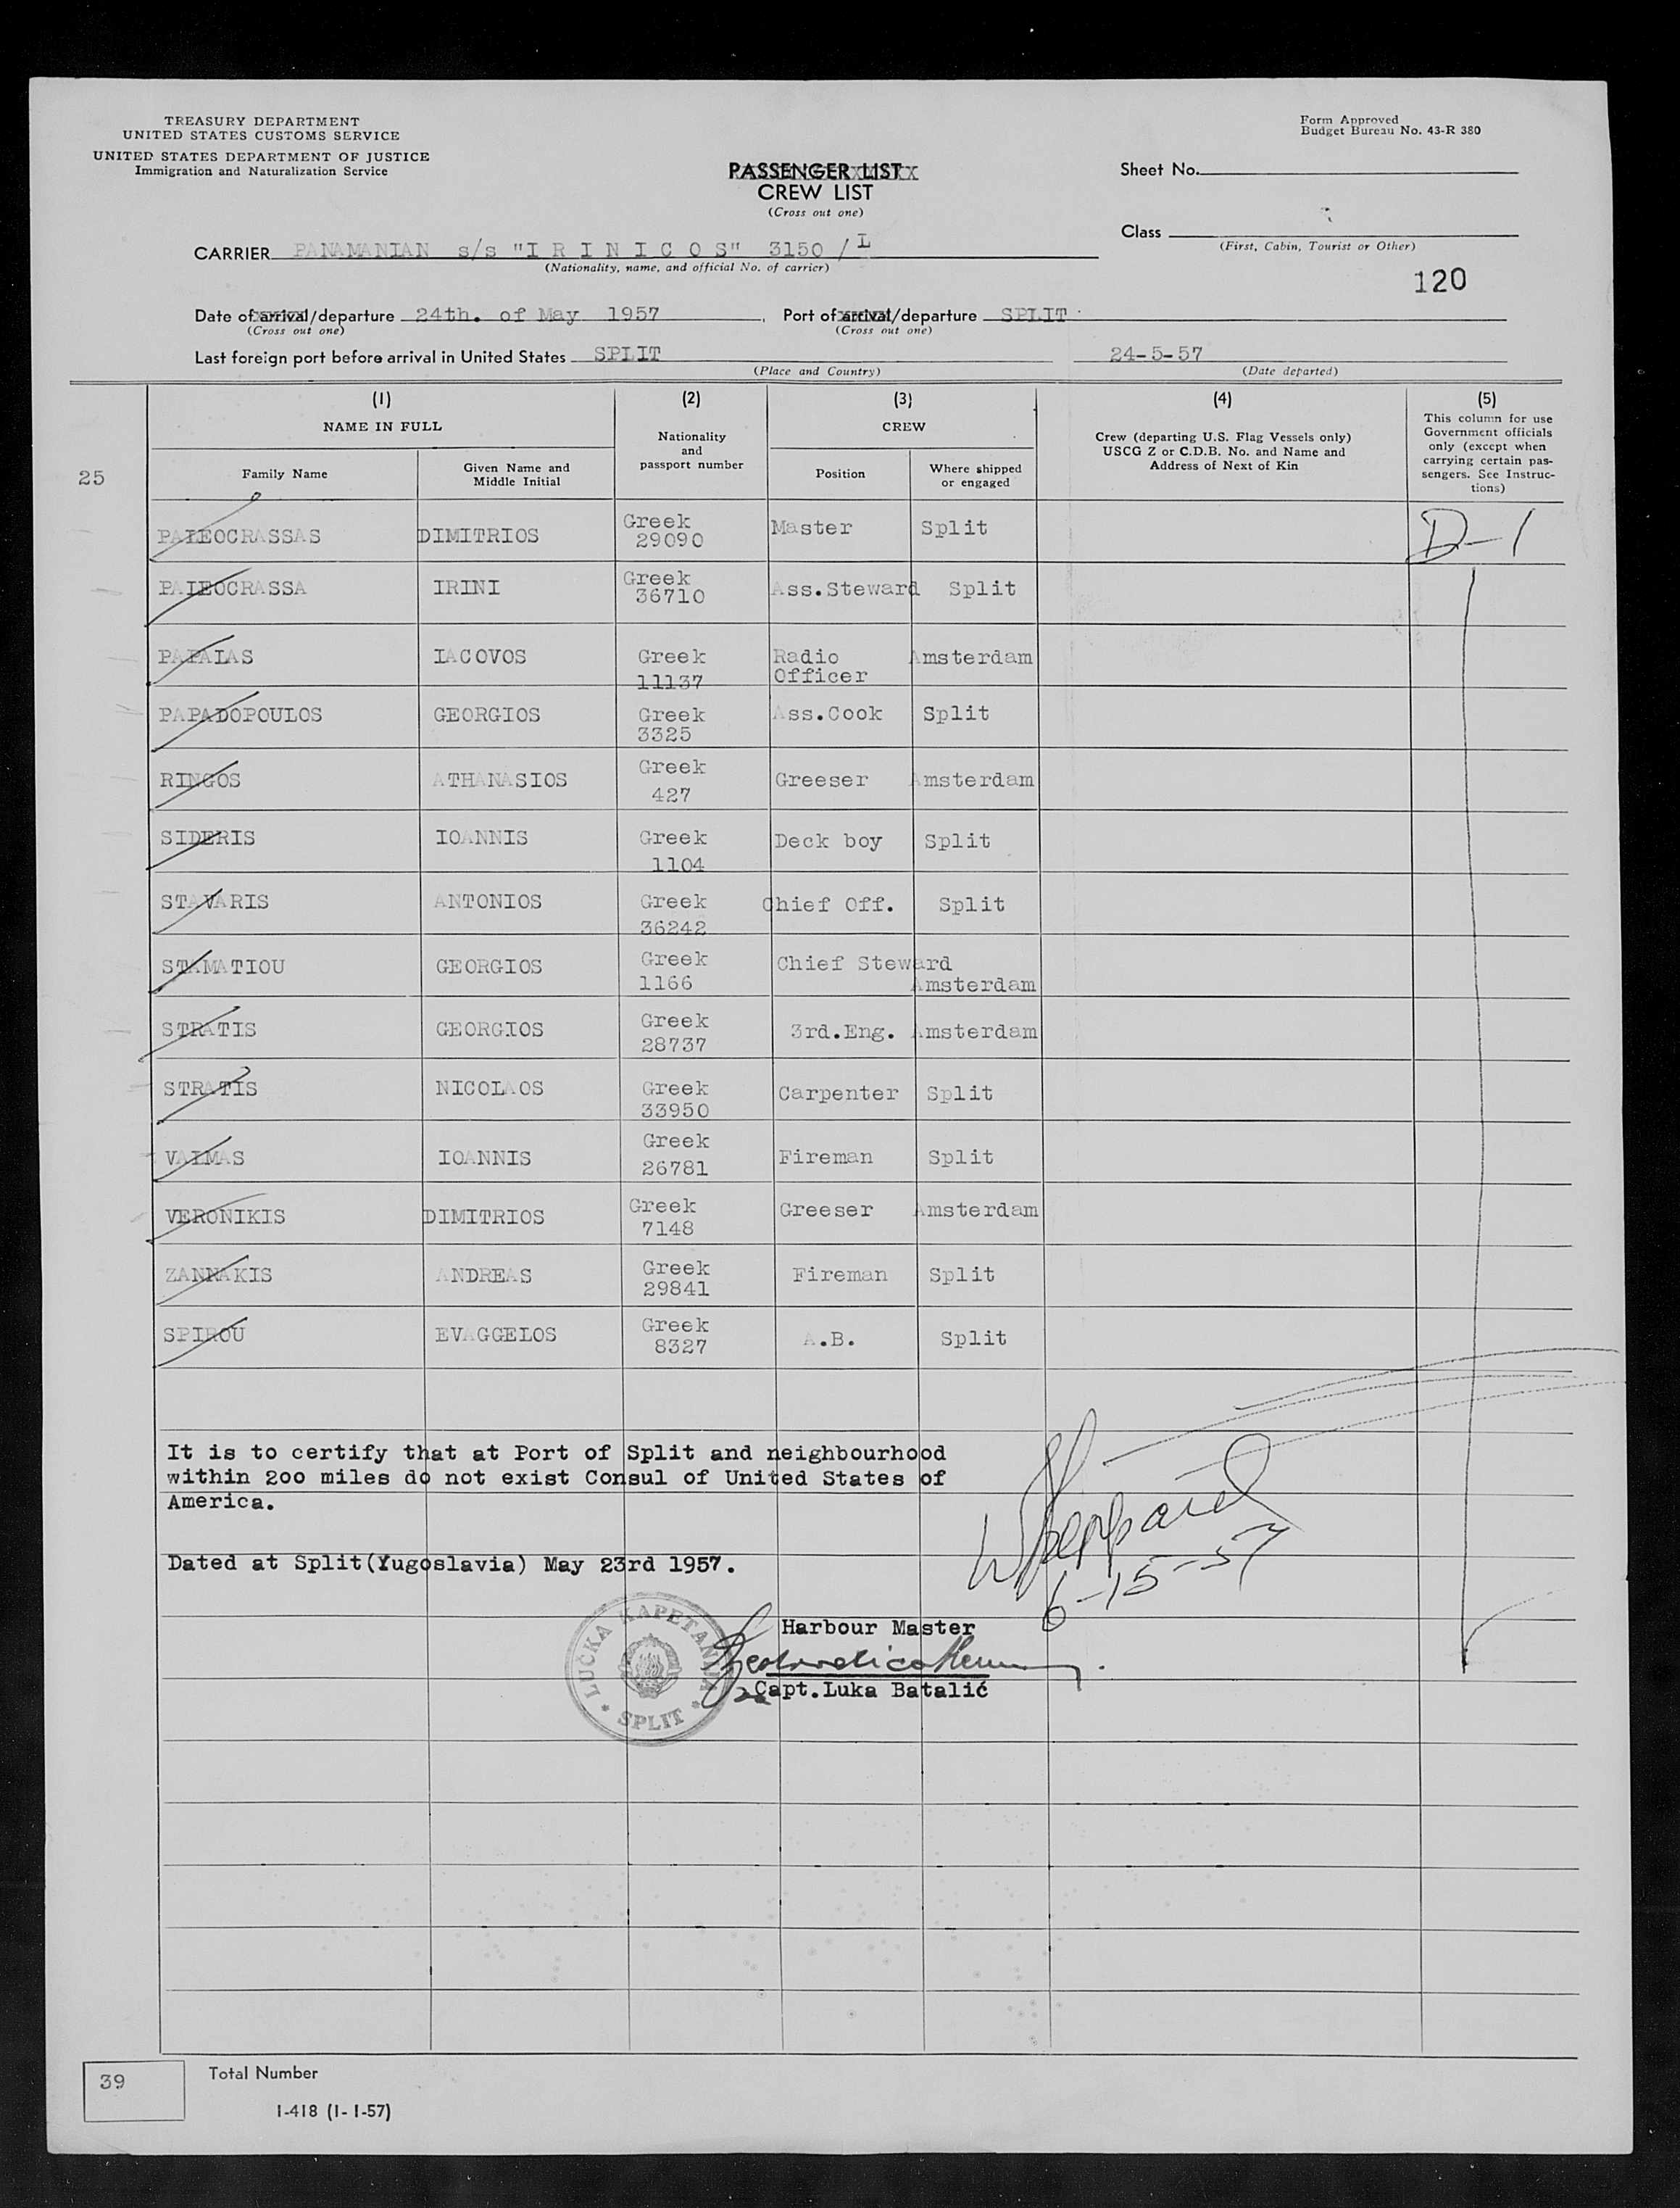 TREASURY DEPARTMENT
UNITED STATES CUSTOMS SERVICE
UNITED STATES DEPARTMENT OF JUSTICE
Immigration and Naturalization Service
Form Approved
Budget Bureau No. 43-R 380
PASSENGER LIST
CREW LIST
(Cross out one)
Sheet No.
Class
(First, Cabin, Tourist or Other)
CARRIER PANAMANIAN s/s "I R I N I C O S" 3150 / L
(Nationality, name, and official No. of carrier)
120
Date of arrival/departure 24th. of May 1957, Port of arrival/departure SPLIT
(Cross out one) (Cross out one)
Last foreign port before arrival in United States SPLIT 24-5-57
(Place and Country) (Date departed)
(1) (2) (3) (4) (5)
NAME IN FULL
Family Name
Given Name and
Middle Initial
Nationality
and
passport number
CREW
Position
Where shipped
or engaged
Crew (departing U.S. Flag Vessels only)
USCG Z or C.D.B. No. and Name and
Address of Next of Kin
This column for use
Government officials
only (except when
carrying certain pas-
sengers. See Instruc-
tions)
25
PALEOCRASSAS DIMITRIOS Greek 29090 Master Split D-1
PALEOCRASSA IRINI Greek 36710 Ass.Steward Split
PAPALAS IACOVOS Greek 11137 Radio Officer Amsterdam
PAPADOPOULOS GEORGIOS Greek 3325 Ass.Cook Split
RINGOS ATHANASIOS Greek 427 Greeser Amsterdam
SIDERIS IOANNIS Greek 1104 Deck boy Split
STAVARIS ANTONIOS Greek 36242 Chief Off. Split
STAMATIOU GEORGIOS Greek 1166 Chief Steward Amsterdam
STRATIS GEORGIOS Greek 28737 3rd.Eng. Amsterdam
STRATIS NICOLAOS Greek 33950 Carpenter Split
VALMAS IOANNIS Greek 26781 Fireman Split
VERONIKIS DIMITRIOS Greek 7148 Greeser Amsterdam
ZANNAKIS ANDREAS Greek 29841 Fireman Split
SPIROU EVAGGELOS Greek 8327 A.B. Split
It is to certify that at Port of Split and neighbourhood
within 200 miles do not exist Consul of United States of
America.
Dated at Split(Yugoslavia) May 23rd 1957.
WSheppard
6-15-57
LUČKA KAPETANIJA
SPLIT
Harbour Master
Capt.Luka Batalić
39
Total Number
I-418 (1-1-57)